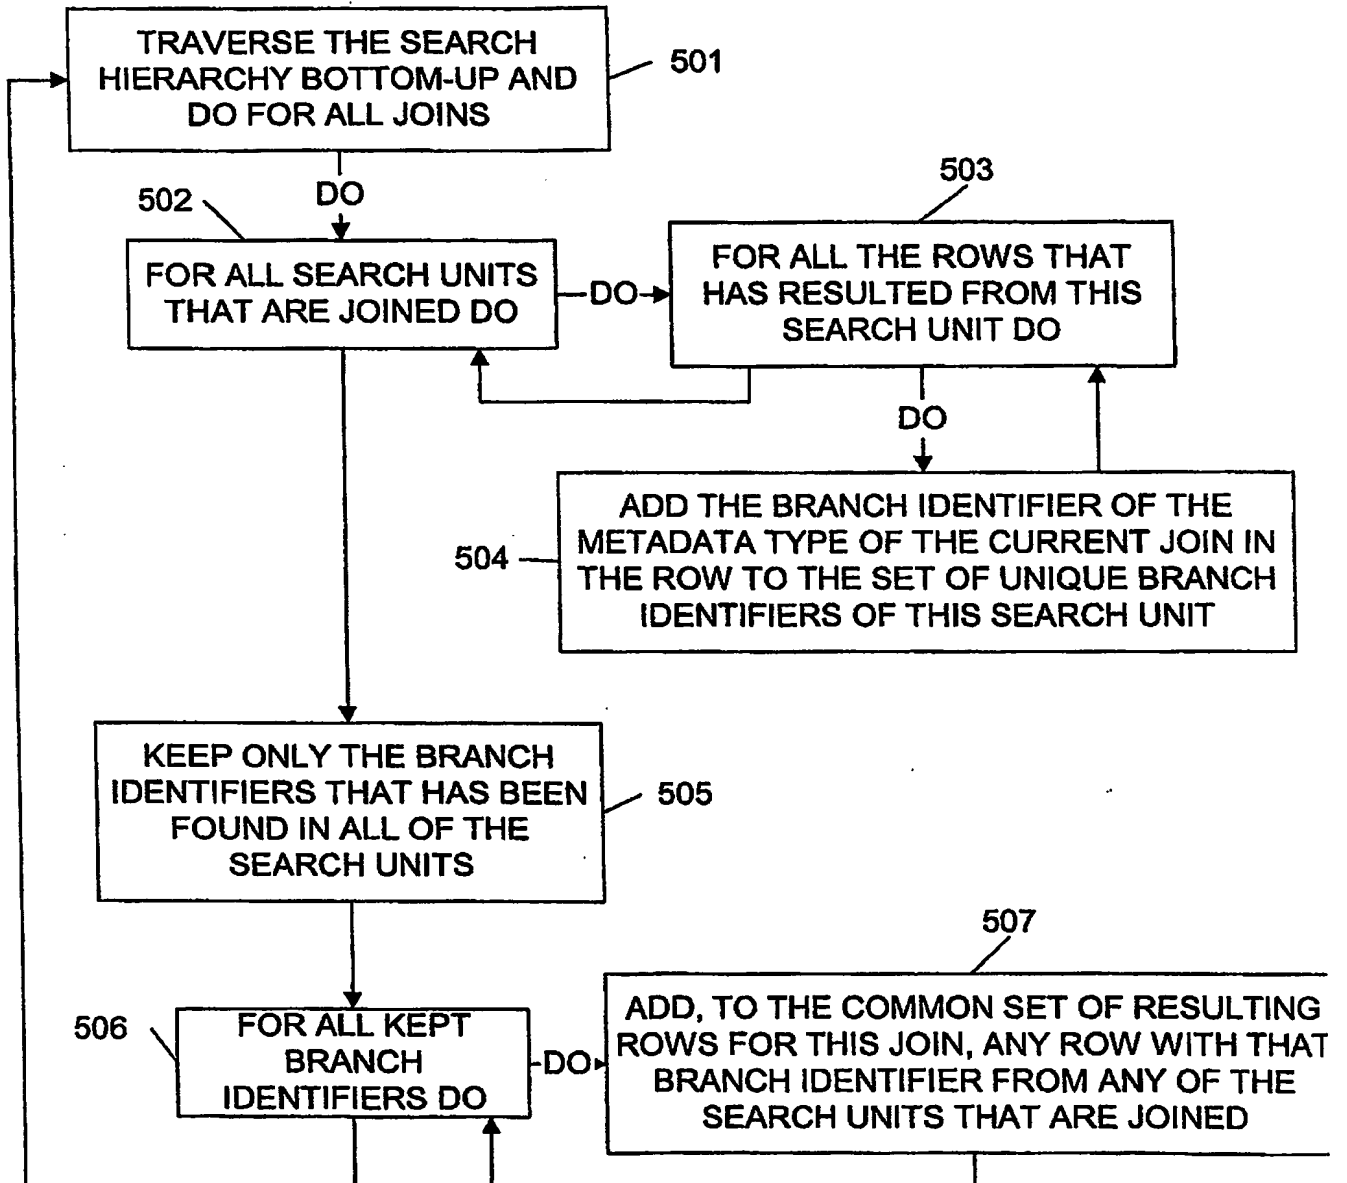 TRAVERSE THE SEARCH
HIERARCHY BOTTOM-UP AND
DO FOR ALL JOINS
501
DO
502
FOR ALL SEARCH UNITS
THAT ARE JOINED DO
DO
503
FOR ALL THE ROWS THAT
HAS RESULTED FROM THIS
SEARCH UNIT DO
DO
504
ADD THE BRANCH IDENTIFIER OF THE
METADATA TYPE OF THE CURRENT JOIN IN
THE ROW TO THE SET OF UNIQUE BRANCH
IDENTIFIERS OF THIS SEARCH UNIT
KEEP ONLY THE BRANCH
IDENTIFIERS THAT HAS BEEN
FOUND IN ALL OF THE
SEARCH UNITS
505
506
FOR ALL KEPT
BRANCH
IDENTIFIERS DO
DO
507
ADD, TO THE COMMON SET OF RESULTING
ROWS FOR THIS JOIN, ANY ROW WITH THAT
BRANCH IDENTIFIER FROM ANY OF THE
SEARCH UNITS THAT ARE JOINED